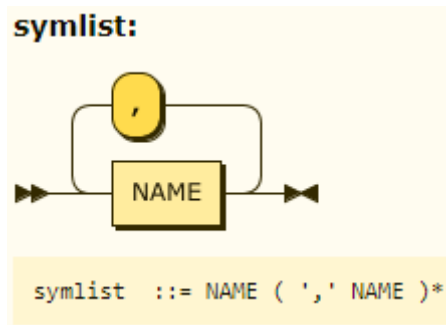 symlist:
,
NAME
symlist ::= NAME ( ',' NAME )*